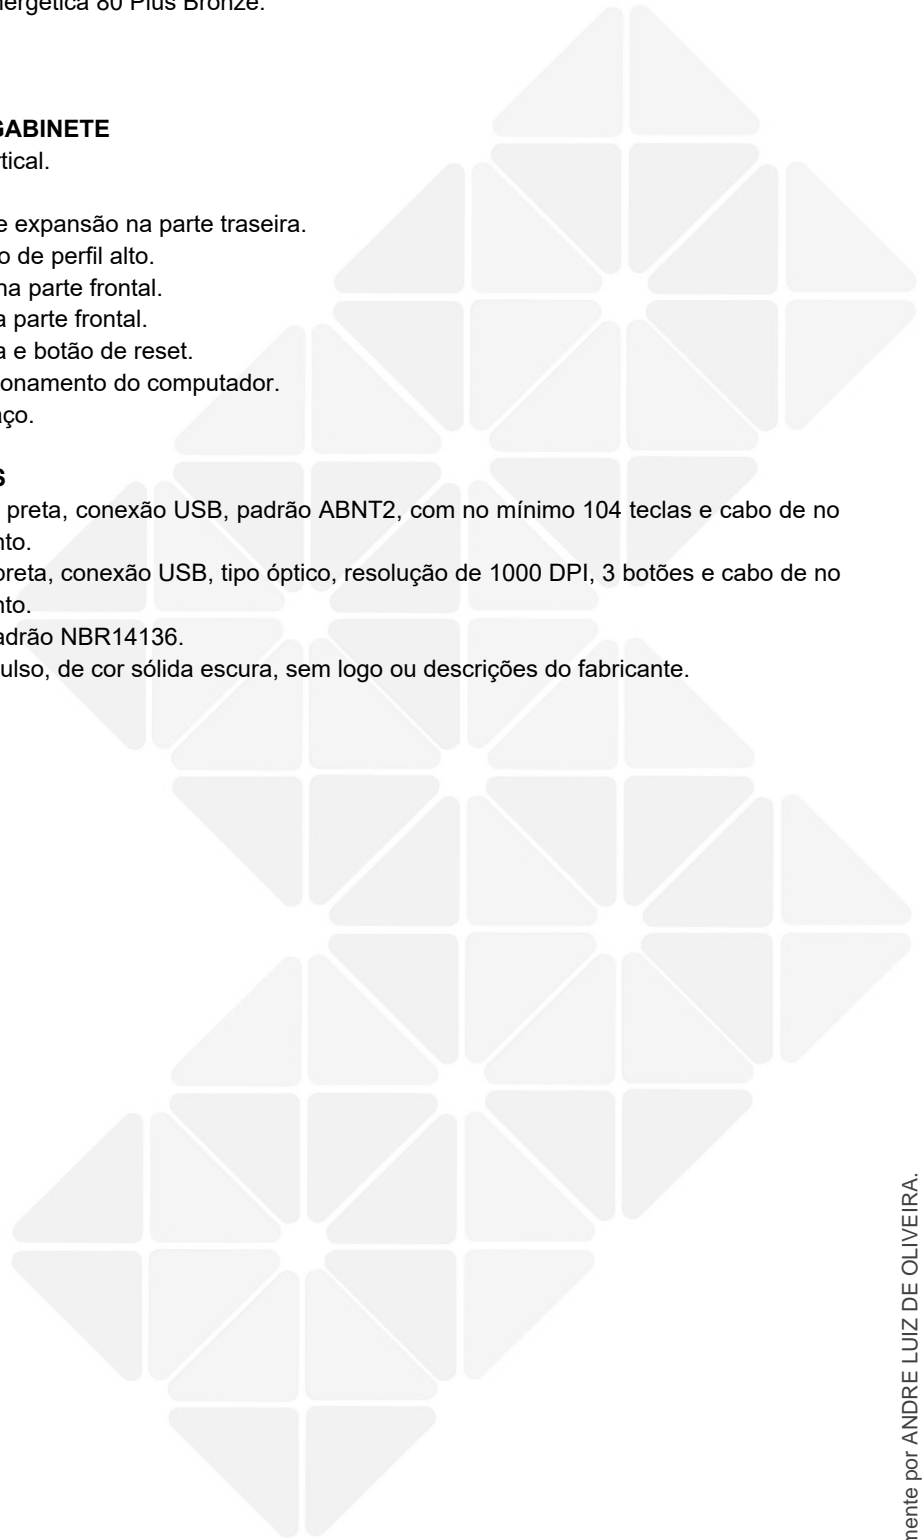 nergética 80 Plus Bronze.
GABINETE
tical.
e expansão na parte traseira.
o de perfil alto.
na parte frontal.
a parte frontal.
a e botão de reset.
onamento do computador.
aço.
S
preta, conexão USB, padrão ABNT2, com no mínimo 104 teclas e cabo de no
nto.
preta, conexão USB, tipo óptico, resolução de 1000 DPI, 3 botões e cabo de no
nto.
adrão NBR14136.
ulso, de cor sólida escura, sem logo ou descrições do fabricante.
mente por ANDRE LUIZ DE OLIVEIRA.